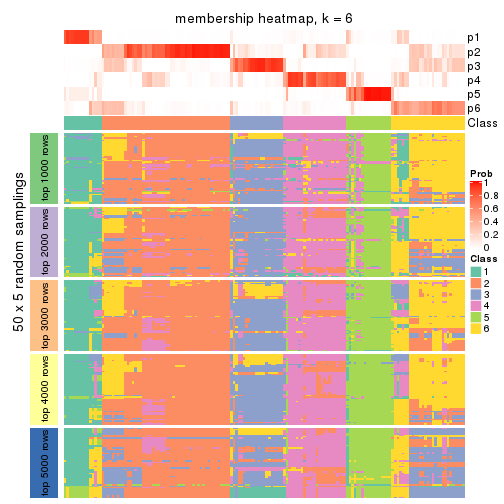 membership heatmap, k = 6
p1
p2
p3
p4
p5
p6
Class
50 x 5 random samplings
top 1000 rows
top 2000 rows
top 3000 rows
top 4000 rows
top 5000 rows
Prob
1
0.8
0.6
0.4
0.2
0
Class
1
2
3
4
5
6